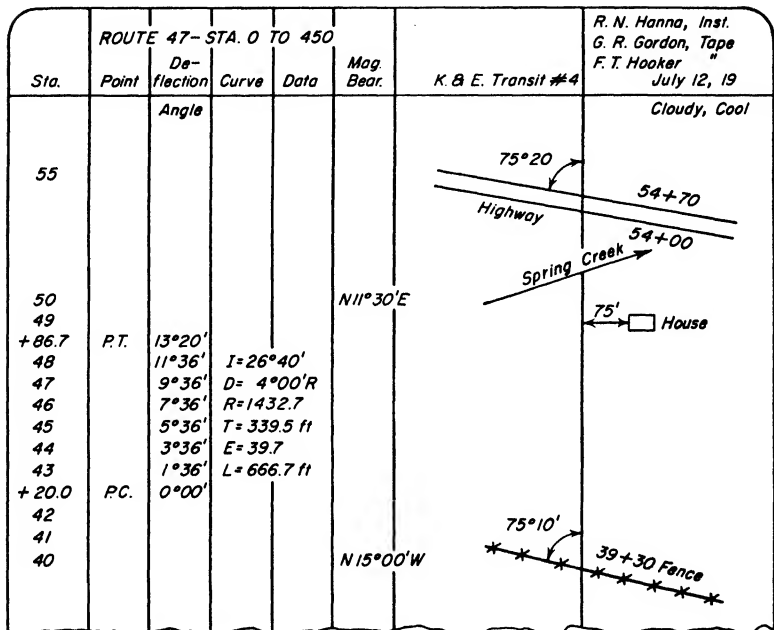 ROUTE 47-STA. 0 TO 450
R. N. Hanna, Inst.
G. R. Gordon, Tape
F. T. Hooker "
July 12, 19
Sta. Point De-flection Angle Curve Data Mag. Bear. K. & E. Transit #4
Cloudy, Cool
75°20
55
54+70
Highway
54+00
Spring Creek
50 N11°30'E
49 75' House
+86.7 P.T. 13°20'
48 11°36' I=26°40'
47 9°36' D= 4°00'R
46 7°36' R=1432.7
45 5°36' T=339.5 ft
44 3°36' E=39.7
43 1°36' L=666.7 ft
+20.0 P.C. 0°00'
42
75°10'
41
40 N15°00'W 39+30 Fence